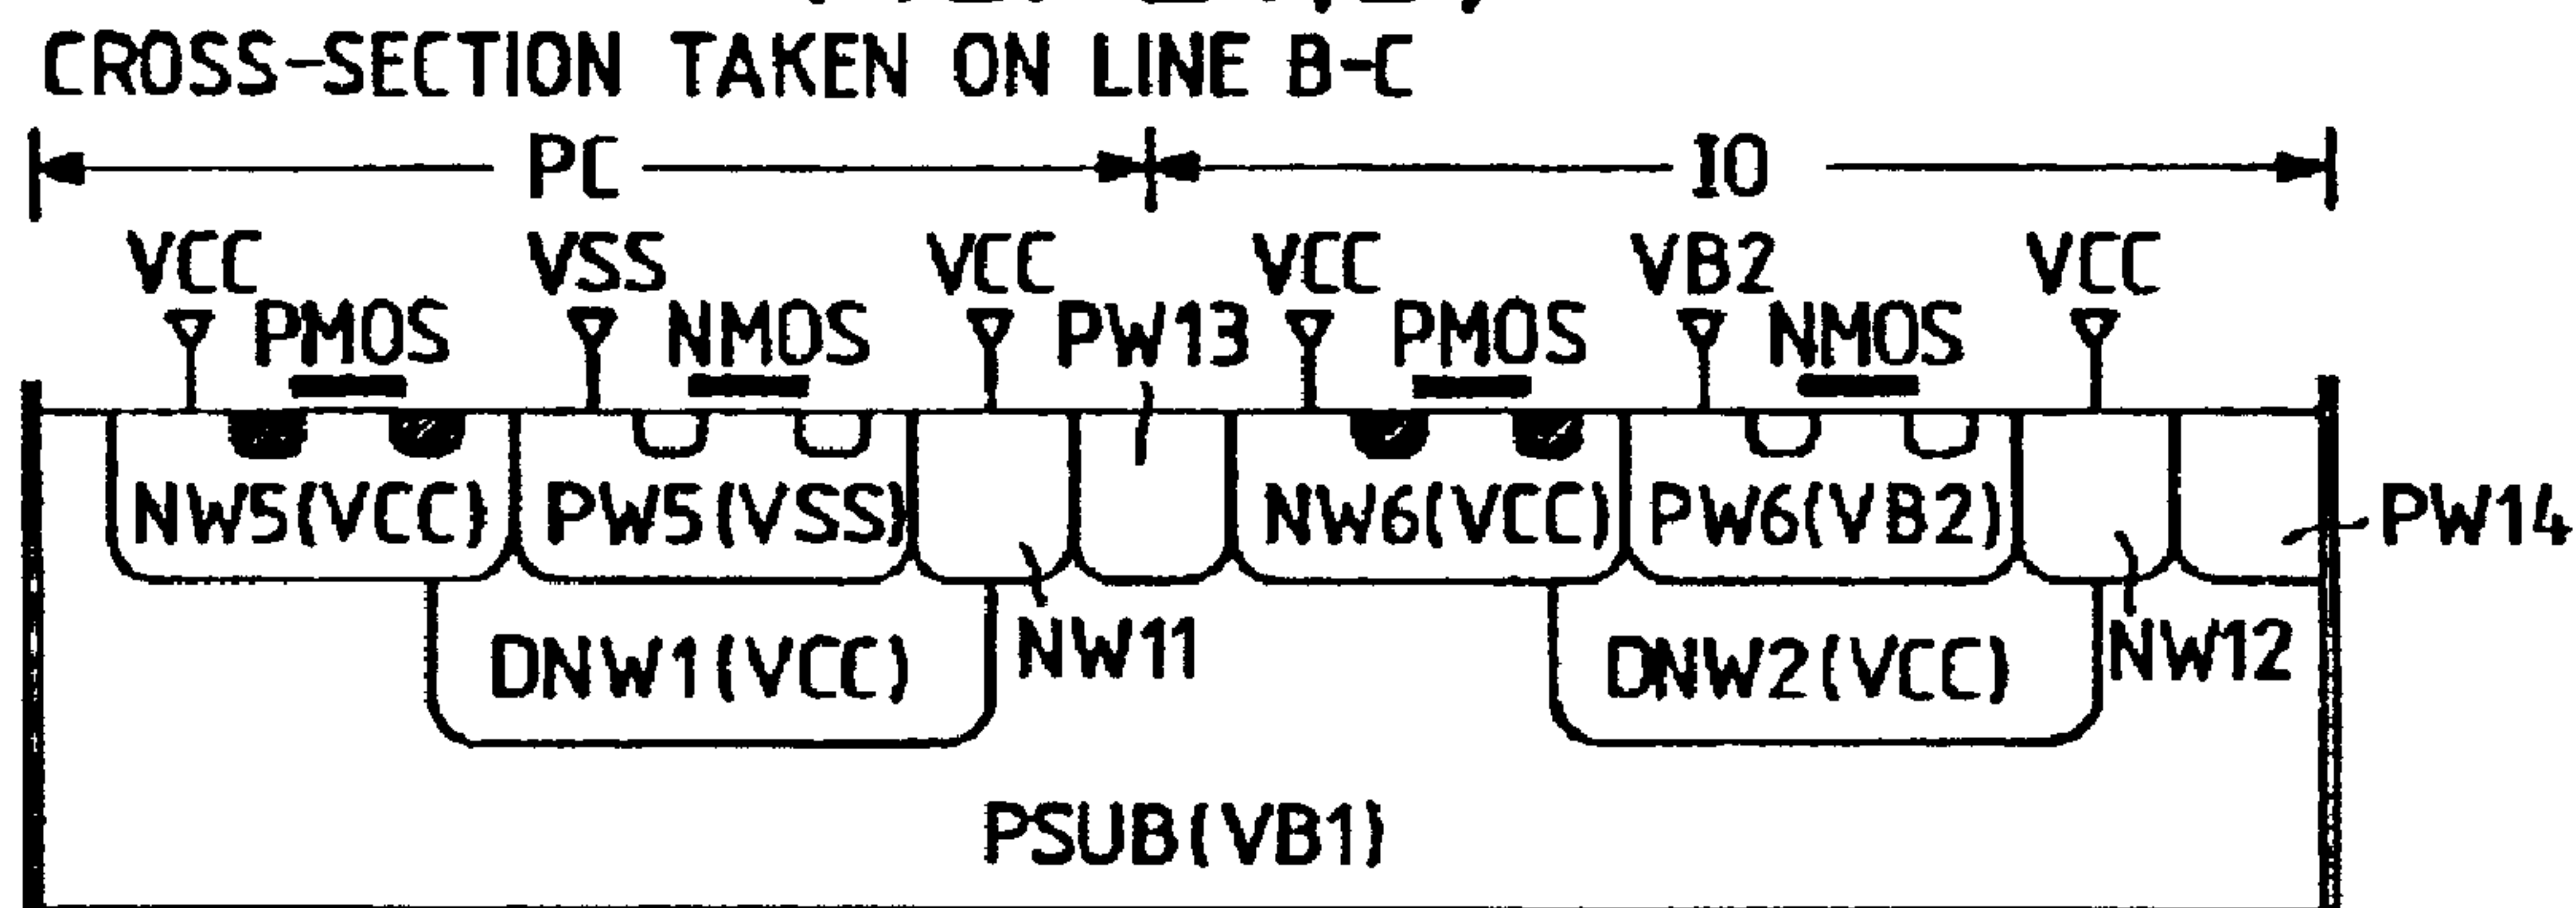 CROSS-SECTION TAKEN ON LINE B-C
PC IO
VCC VSS VCC VCC VB2 VCC
PMOS NMOS PW13 PMOS NMOS
NW5(VCC) PW5(VSS) NW6(VCC) PW6(VB2) PW14
DNW1(VCC) NW11 DNW2(VCC) NW12
PSUB(VB1)